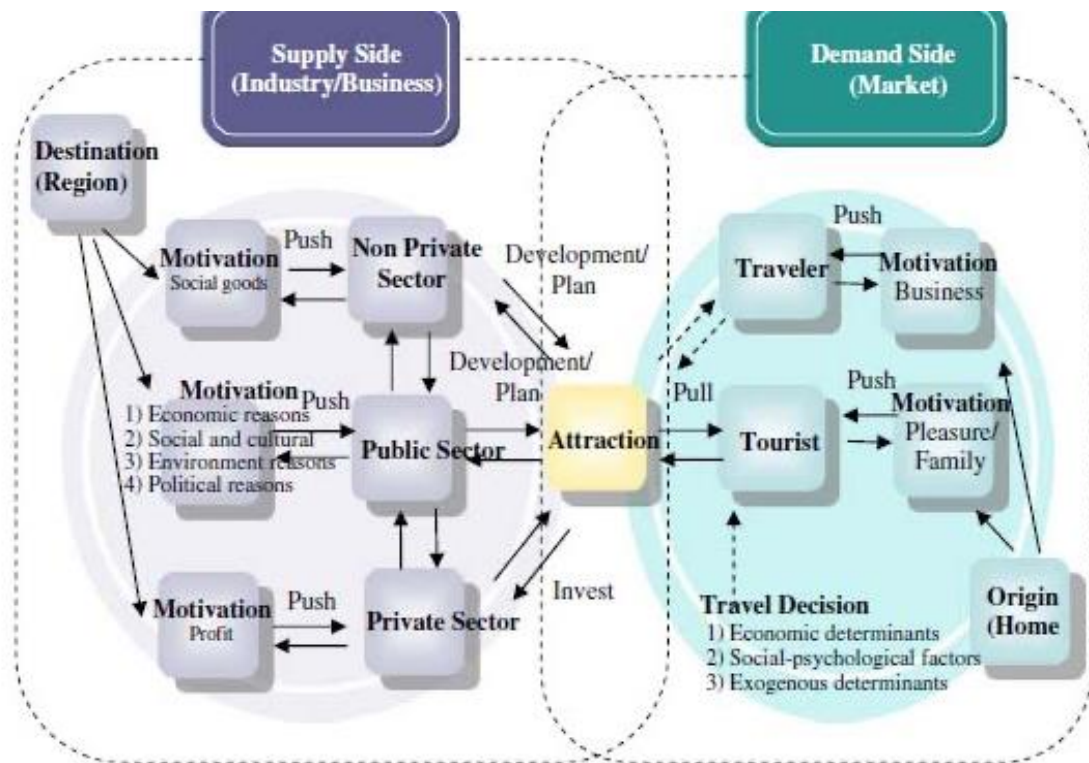 Supply Side
(Industry/Business)
Demand Side
(Market)
Destination
(Region)
Motivation
Social goods
Push
Non Private
Sector
Development/
Plan
Traveler
Push
Motivation
Business
Motivation
1) Economic reasons
2) Social and cultural
3) Environment reasons
4) Political reasons
Push
Public Sector
Development/
Plan
Attraction
Pull
Tourist
Push
Motivation
Pleasure/
Family
Motivation
Profit
Push
Private Sector
Invest
Travel Decision
1) Economic determinants
2) Social-psychological factors
3) Exogenous determinants
Origin
(Home